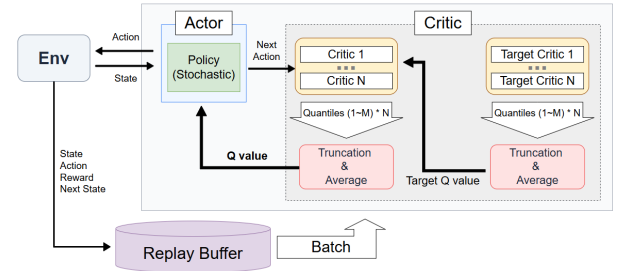 Actor
Critic
Action
State
Env
Policy
(Stochastic)
Next
Action
Critic 1
Critic N
Target Critic 1
Target Critic N
Quantiles (1~M) * N
Quantiles (1~M) * N
Truncation
&
Average
Truncation
&
Average
Q value
Target Q value
State
Action
Reward
Next State
Replay Buffer
Batch